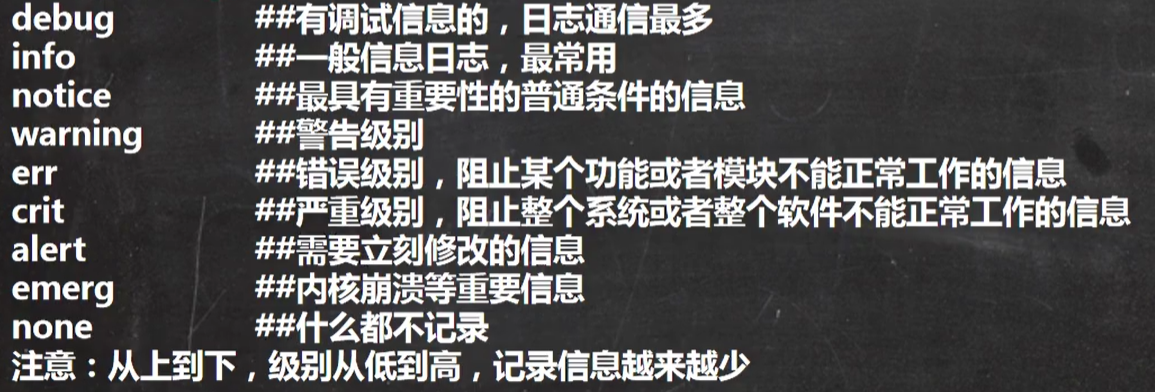 debug ##有调试信息的，日志通信最多
info ##一般信息日志，最常用
notice ##最具有重要性的普通条件的信息
warning ##警告级别
err ##错误级别，阻止某个功能或者模块不能正常工作的信息
crit ##严重级别，阻止整个系统或者整个软件不能正常工作的信息
alert ##需要立刻修改的信息
emerg ##内核崩溃等重要信息
none ##什么都不记录
注意：从上到下，级别从低到高，记录信息越来越少